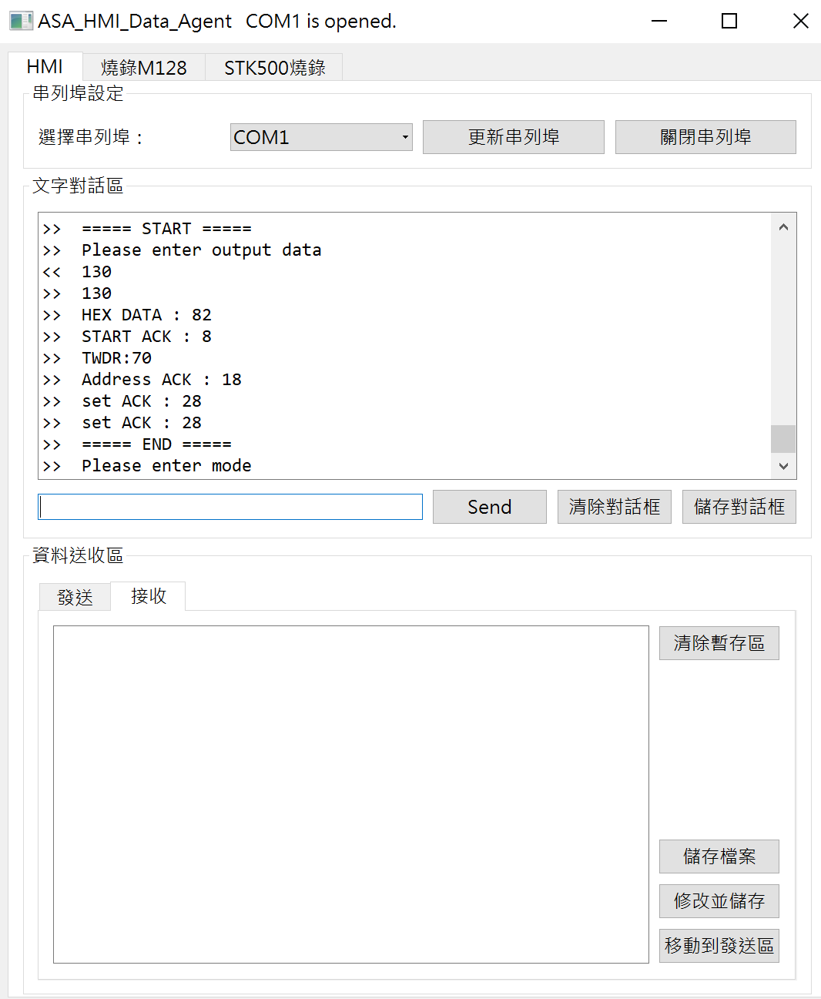 ASA_HMI_Data_Agent COM1 is opened.
HMI 燒錄M128 STK500燒錄
串列埠設定
選擇串列埠： COM1 更新串列埠 關閉串列埠
文字對話區
>> ===== START =====
>> Please enter output data
<< 130
>> 130
>> HEX DATA : 82
>> START ACK : 8
>> TWDR:70
>> Address ACK : 18
>> set ACK : 28
>> set ACK : 28
>> ===== END =====
>> Please enter mode
Send 清除對話框 儲存對話框
資料送收區
發送 接收
清除暫存區
儲存檔案
修改並儲存
移動到發送區